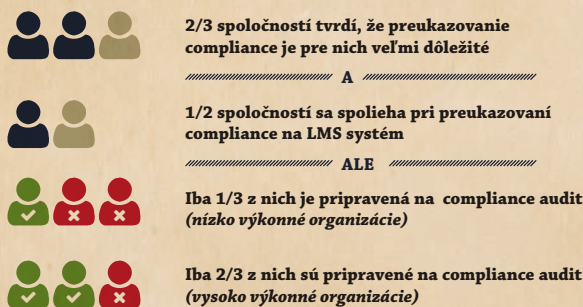 2/3 spoločností tvrdí, že preukazovanie
compliance je pre nich veľmi dôležité
A
1/2 spoločností sa spolieha pri preukazovaní
compliance na LMS systém
ALE
Iba 1/3 z nich je pripravená na compliance audit
(nízko výkonné organizácie)
Iba 2/3 z nich sú pripravené na compliance audit
(vysoko výkonné organizácie)